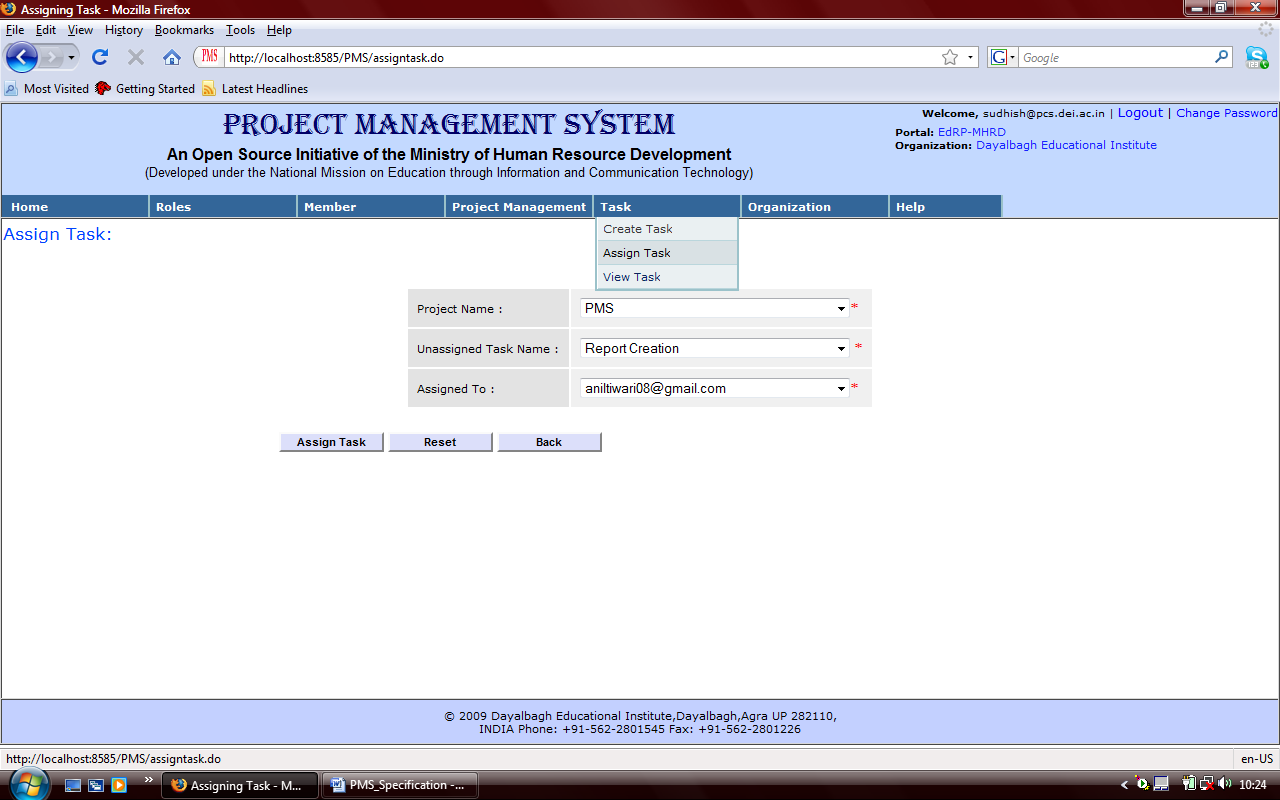 Assigning Task - Mozilla Firefox
File Edit View History Bookmarks Tools Help
PMS http://localhost:8585/PMS/assigntask.do G Google
Most Visited Getting Started Latest Headlines
PROJECT MANAGEMENT SYSTEM
An Open Source Initiative of the Ministry of Human Resource Development
(Developed under the National Mission on Education through Information and Communication Technology)
Welcome, sudhish@pcs.dei.ac.in | Logout | Change Password
Portal: EdRP-MHRD
Organization: Dayalbagh Educational Institute
Home Roles Member Project Management Task Organization Help
Create Task
Assign Task
View Task
Assign Task:
Project Name : PMS *
Unassigned Task Name : Report Creation *
Assigned To : aniltiwari08@gmail.com *
Assign Task Reset Back
© 2009 Dayalbagh Educational Institute,Dayalbagh,Agra UP 282110,
INDIA Phone: +91-562-2801545 Fax: +91-562-2801226
http://localhost:8585/PMS/assigntask.do en-US
Assigning Task - M... PMS_Specification -... 10:24